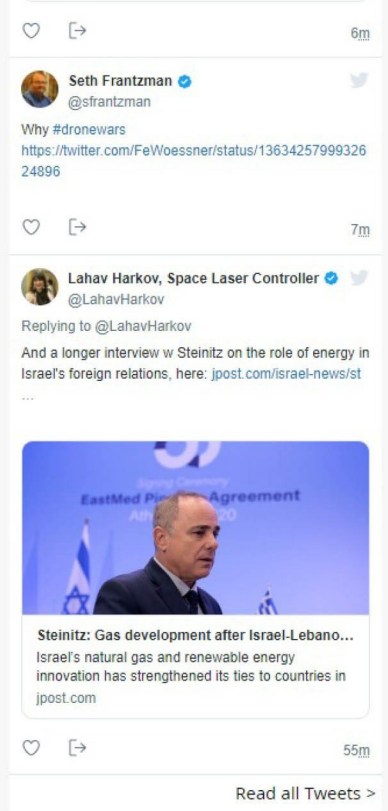 6m
Seth Frantzman
@sfrantzman
Why #dronewars
https://twitter.com/FeWoessner/status/13634257999326
24896
7m
Lahav Harkov, Space Laser Controller
@LahavHarkov
Replying to @LahavHarkov
And a longer interview w Steinitz on the role of energy in
Israel's foreign relations, here: jpost.com/israel-news/st
...
Signing Ceremony
EastMed Agreement
20
Steinitz: Gas development after Israel-Lebano...
Israel's natural gas and renewable energy
innovation has strengthened its ties to countries in
jpost.com
55m
Read all Tweets >